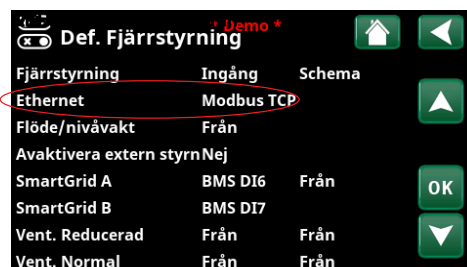 * Demo *
Def. Fjärrstyrning
Fjärrstyrning Ingång Schema
Ethernet Modbus TCP
Flöde/nivåvakt Från
Avaktivera extern styrn Nej
SmartGrid A BMS DI6 Från
OK
SmartGrid B BMS DI7
Vent. Reducerad Från Från
Vent. Normal Från Från